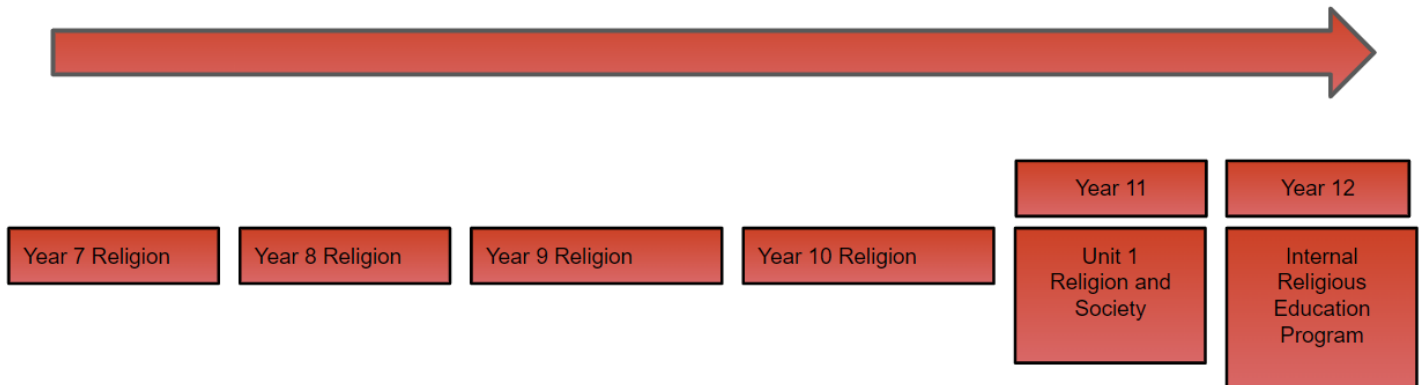 Year 11
Year 12
Year 7 Religion
Year 8 Religion
Year 9 Religion
Year 10 Religion
Unit 1
Religion and
Society
Internal
Religious
Education
Program